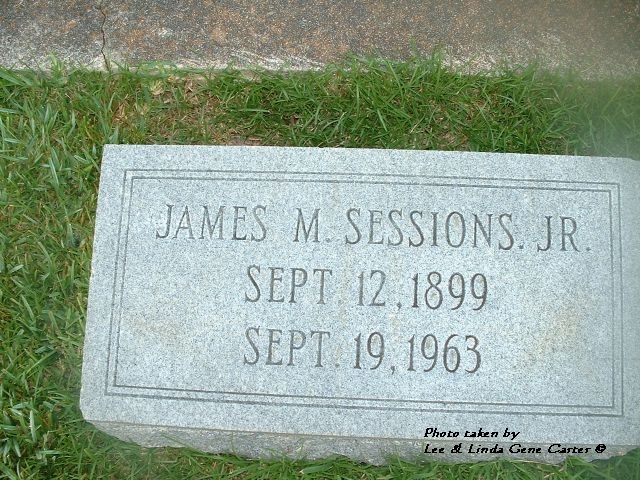 JAMES M. SESSIONS. JR.
SEPT. 12, 1899
SEPT. 19, 1963
Photo taken by
Lee & Linda Gene Carter ©